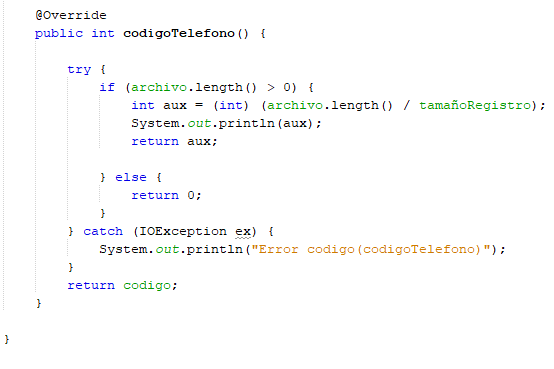 @Override
public int codigoTelefono() {
try {
if (archivo.length() > 0) {
int aux = (int) (archivo.length() / tamañoRegistro);
System.out.println(aux);
return aux;
} else {
return 0;
}
} catch (IOException ex) {
System.out.println("Error codigo(codigoTelefono)");
}
return codigo;
}
}